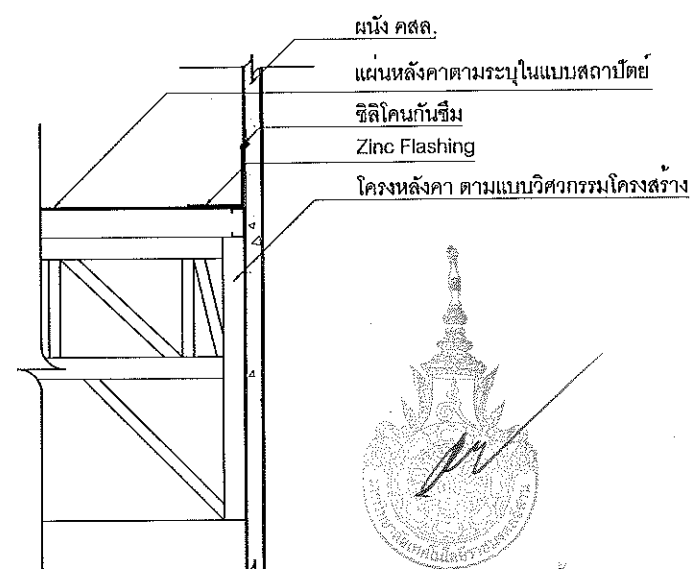 ผนัง คสล.
แผ่นหลังคาตามระบุในแบบสถาปัตย์
ซิลิโคนกันซึม
Zinc Flashing
โครงหลังคา ตามแบบวิศวกรรมโครงสร้าง